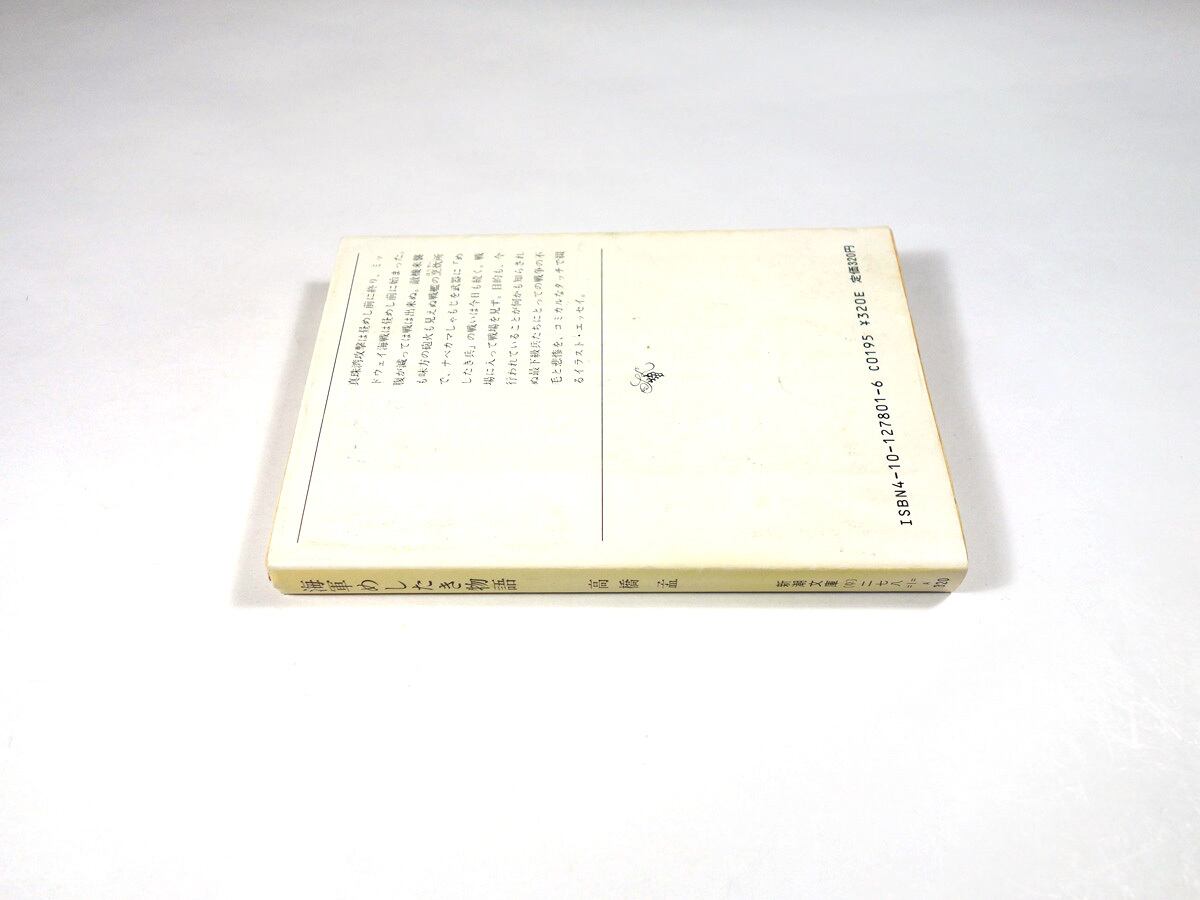 真珠湾攻撃は昼めし前に終り、ミッ
ドウェイ海戦は昼めし前に始まった。
腹が減っては戦は出来ぬ。敵機来襲
も味方の砲火も見えぬ戦艦の烹炊所
で、ナベカマしゃもじを武器に「め
したき兵」の戦いは今日も続く。戦
場に入って戦場を見ず。目的も、今
行われていることが何かも知らされ
ぬ最下級兵たちにとっての戦争の不
毛と悲惨を、コミカルなタッチで綴
るイラスト・エッセイ。
ISBN4-10-127801-6 C0195 ¥320E 定価320円
海軍めしたき物語
高橋 孟
新潮文庫
二七八
320